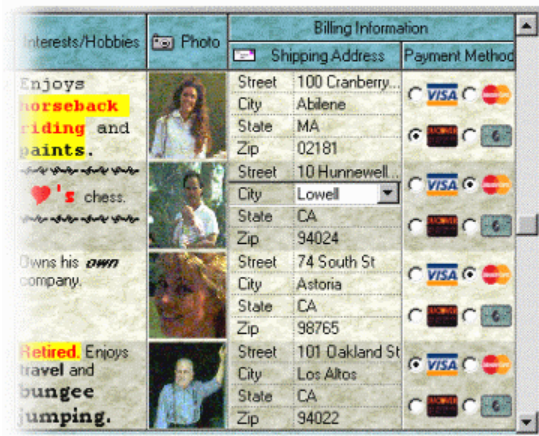 Billing Information
Interests/Hobbies Photo Shipping Address Payment Method
Enjoys
horseback
riding and
paints.
Street 100 Cranberry...
City Abilene
State MA
Zip 02181
VISA
's chess.
Street 10 Hunnewell...
City Lowell
State CA
Zip 94024
VISA
Owns his own
company.
Street 74 South St
City Astoria
State CA
Zip 98765
VISA
Retired. Enjoys
travel and
bungee
jumping.
Street 101 Oakland St
City Los Altos
State CA
Zip 94022
VISA